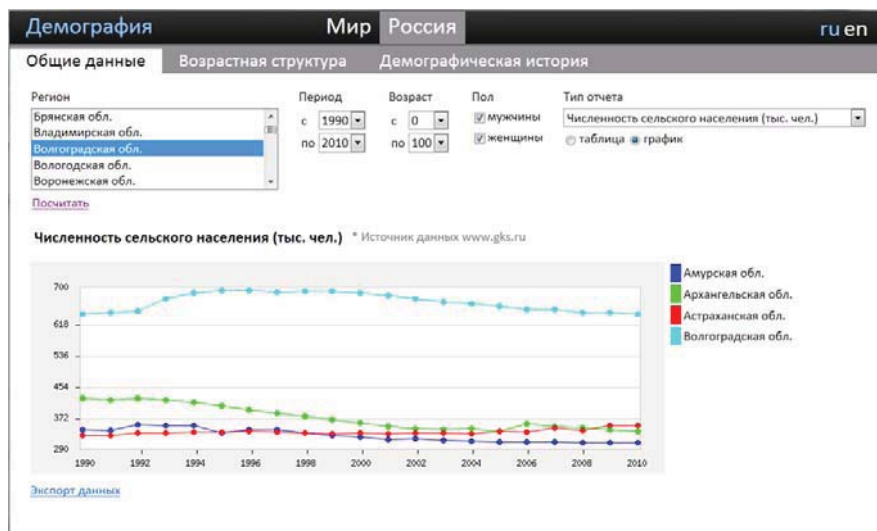 Демография Мир Россия ru en
Общие данные Возрастная структура Демографическая история
Регион Период Возраст Пол Тип отчета
Брянская обл.
Владимирская обл.
Волгоградская обл.
Вологодская обл.
Воронежская обл.
с 1990 с 0 мужчины Численность сельского населения (тыс. чел.)
по 2010 по 100 женщины таблица график
Посчитать
Численность сельского населения (тыс. чел.) * Источник данных www.gks.ru
700
618
536
454
372
290
1990 1992 1994 1996 1998 2000 2002 2004 2006 2008 2010
Амурская обл.
Архангельская обл.
Астраханская обл.
Волгоградская обл.
Экспорт данных